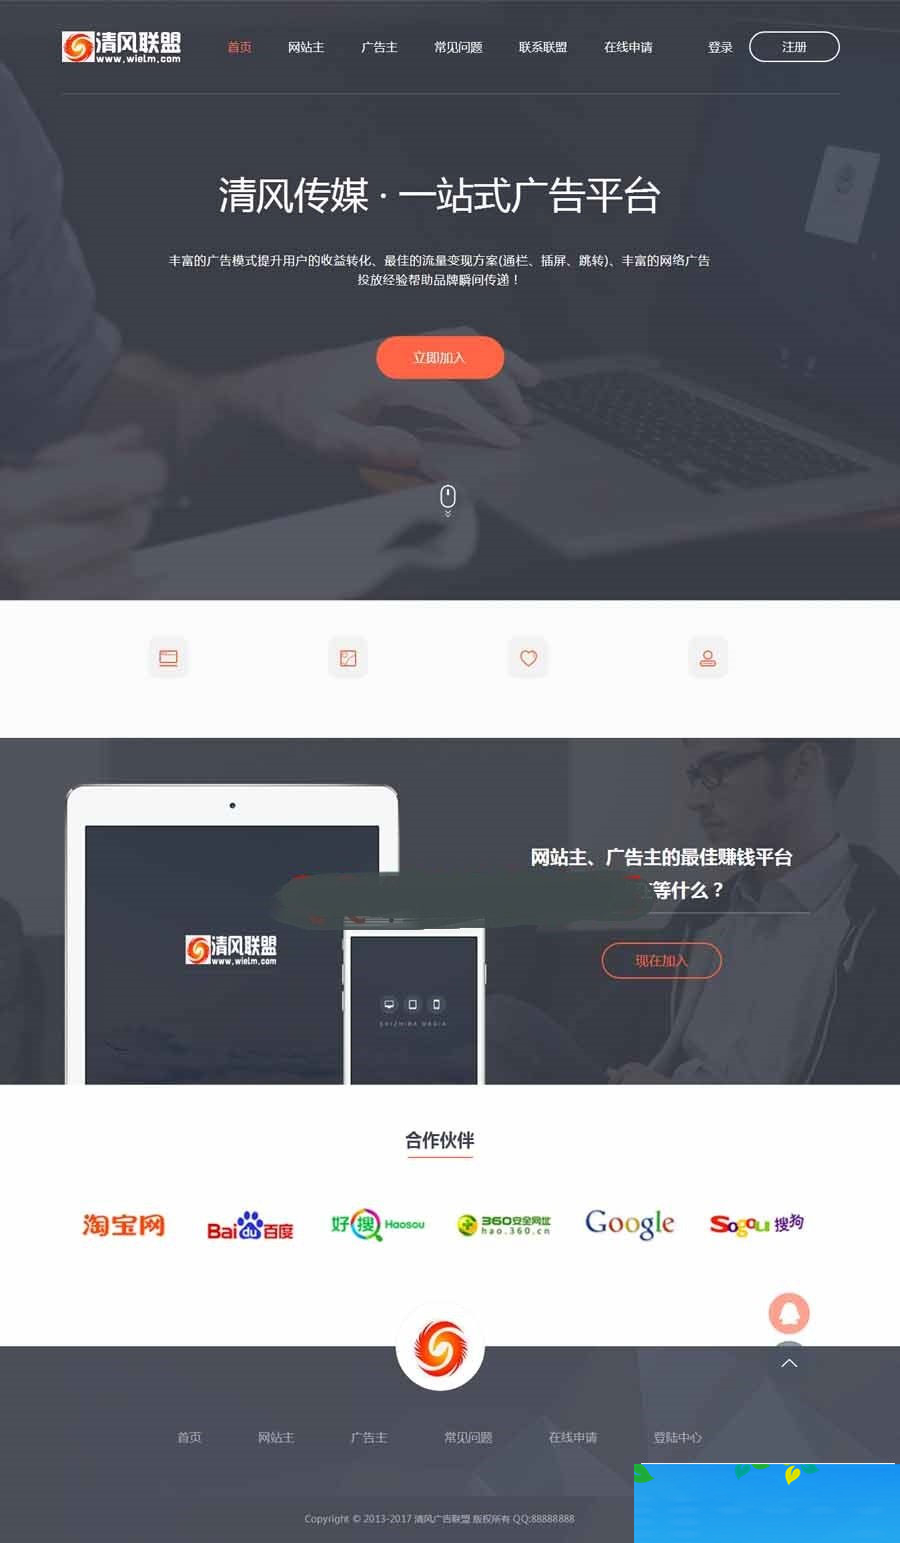 清风联盟
www.wielm.com
首页 网站主 广告主 常见问题 联系联盟 在线申请 登录 注册
清风传媒 · 一站式广告平台
丰富的广告模式提升用户的收益转化、最佳的流量变现方案(通栏、插屏、跳转)、丰富的网络广告
投放经验帮助品牌瞬间传递！
立即加入
网站主、广告主的最佳赚钱平台
等什么？
清风联盟
www.wielm.com
现在加入
合作伙伴
淘宝网 Bai du 百度 好搜 Haosou 360安全网址 Google Sogou 搜狗
hao.360.cn
首页 网站主 广告主 常见问题 在线申请 登陆中心
Copyright © 2013-2017 清风广告联盟 版权所有 QQ:88888888